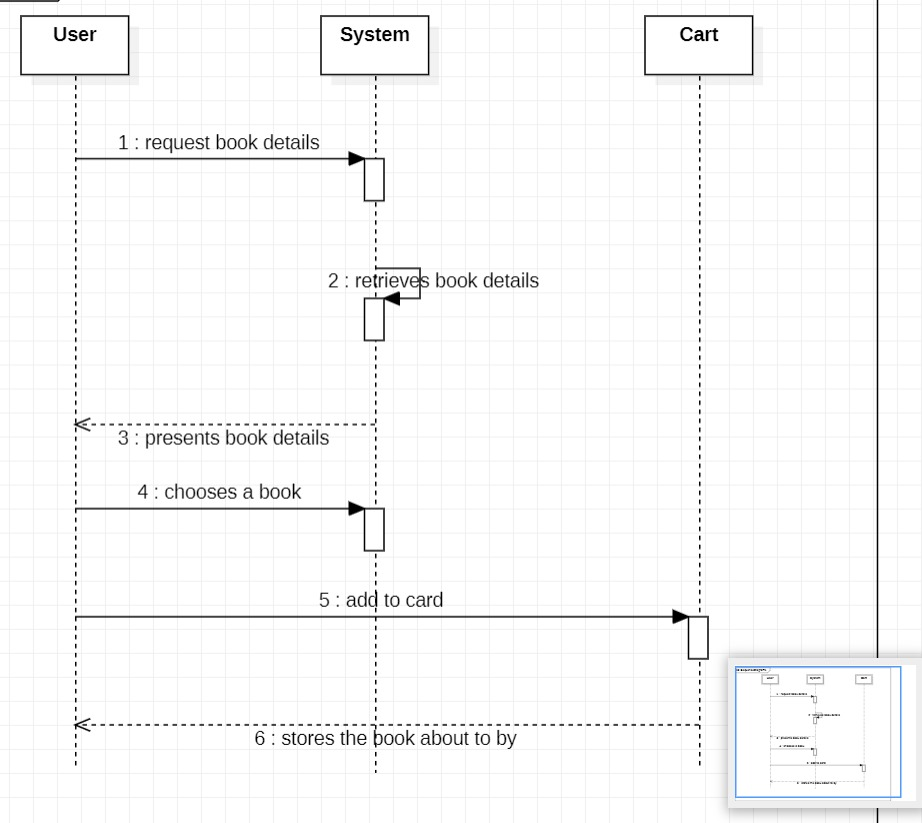 User
System
Cart
1 : request book details
2 : retrieves book details
3 : presents book details
4 : chooses a book
5 : add to card
6 : stores the book about to by